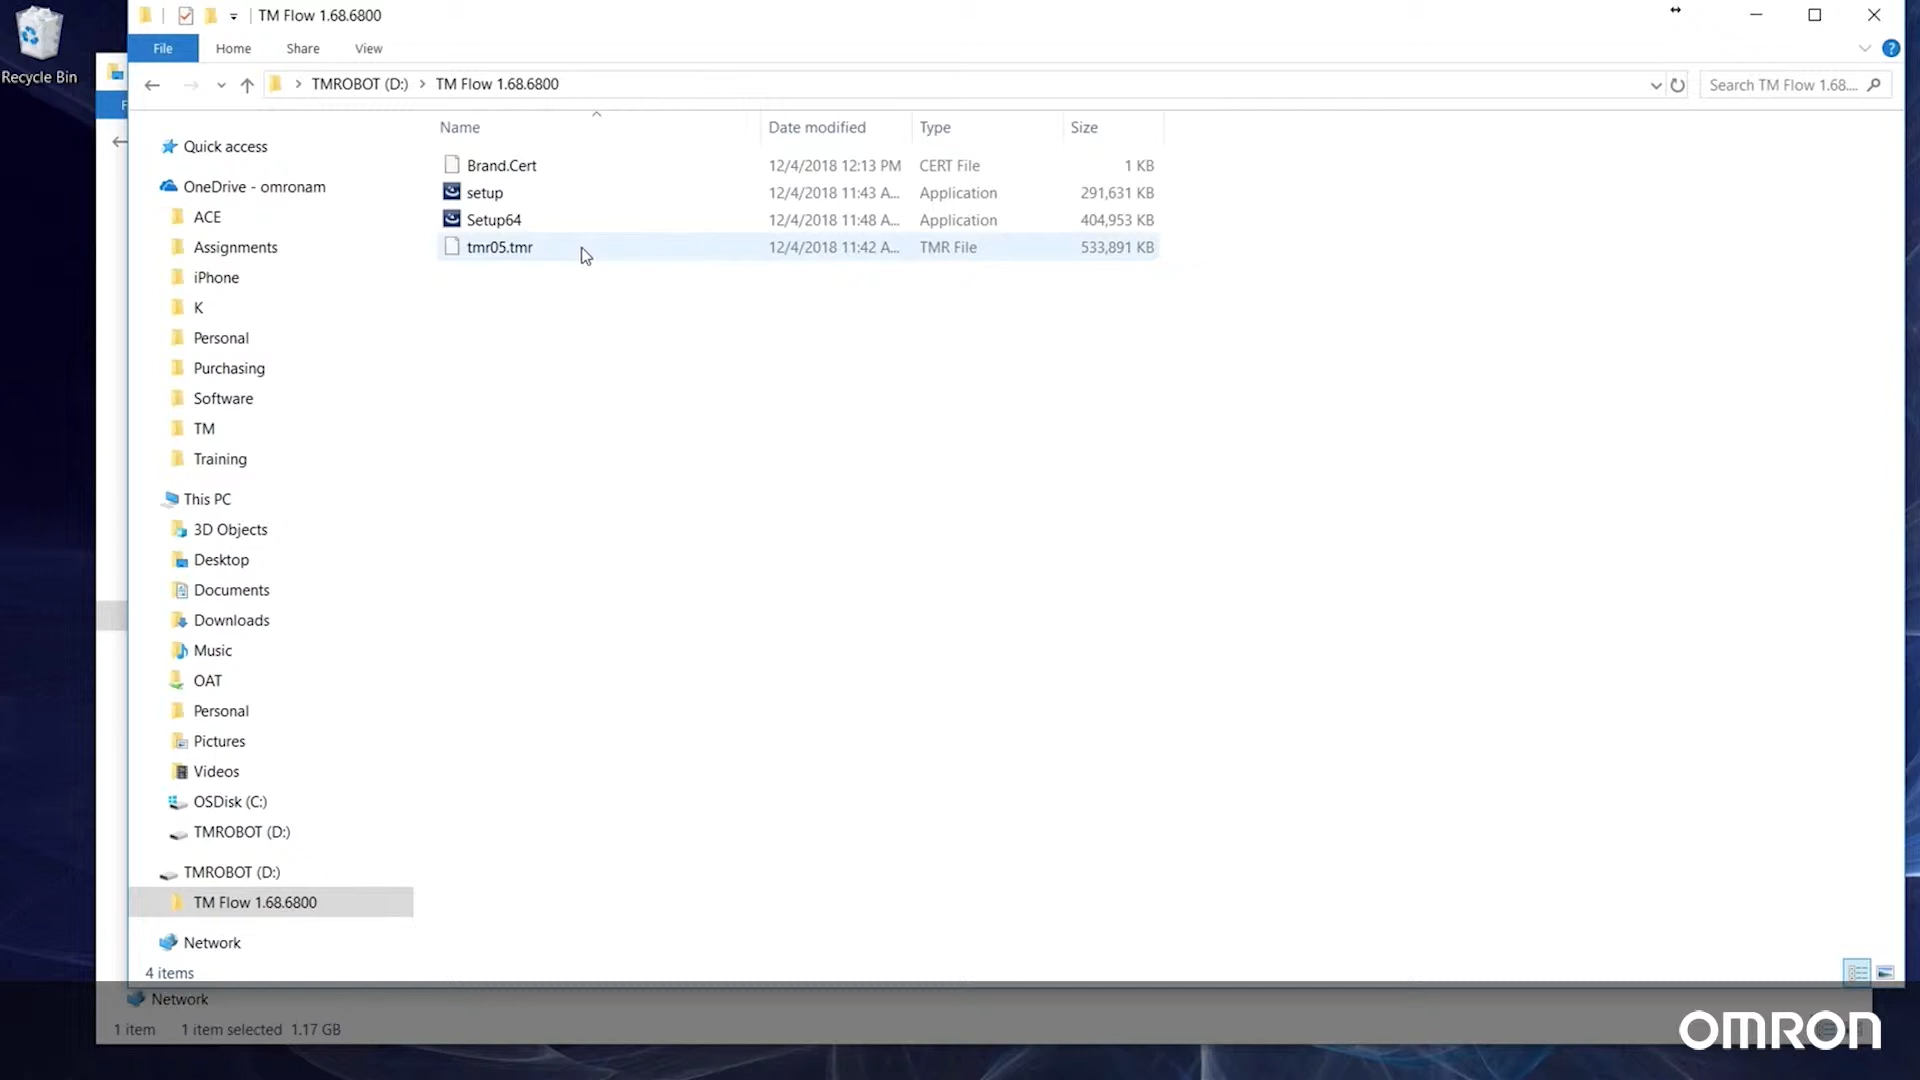 TM Flow 1.68.6800
Recycle Bin
File Home Share View
TMROBOT (D:) TM Flow 1.68.6800
Search TM Flow 1.68....
Name Date modified Type Size
Brand.Cert 12/4/2018 12:13 PM CERT File 1 KB
setup 12/4/2018 11:43 A... Application 291,631 KB
Setup64 12/4/2018 11:48 A... Application 404,953 KB
tmr05.tmr 12/4/2018 11:42 A... TMR File 533,891 KB
Quick access
OneDrive - omronam
ACE
Assignments
iPhone
K
Personal
Purchasing
Software
TM
Training
This PC
3D Objects
Desktop
Documents
Downloads
Music
OAT
Personal
Pictures
Videos
OSDisk (C:)
TMROBOT (D:)
TMROBOT (D:)
TM Flow 1.68.6800
Network
4 items
Network
1 item 1 item selected 1.17 GB
OMRON